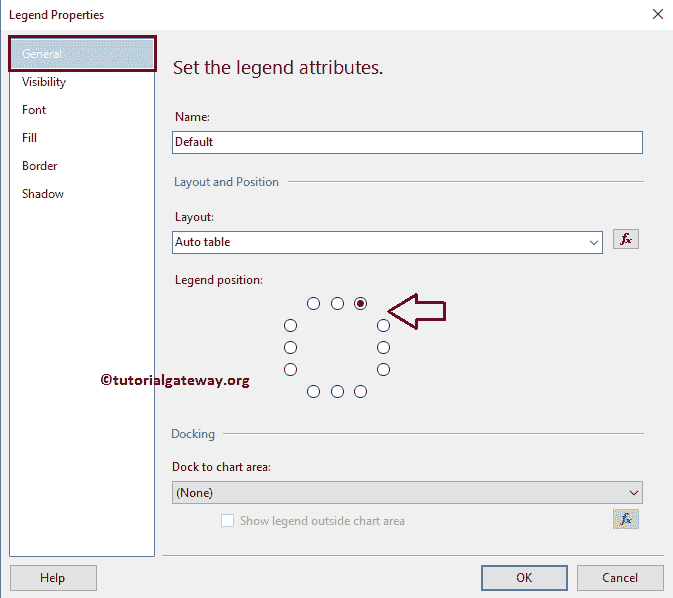 Legend Properties
General
Visibility
Font
Fill
Border
Shadow
Set the legend attributes.
Name:
Default
Layout and Position
Layout:
Auto table
fx
Legend position:
©tutorialgateway.org
Docking
Dock to chart area:
(None)
Show legend outside chart area
fx
Help
OK
Cancel